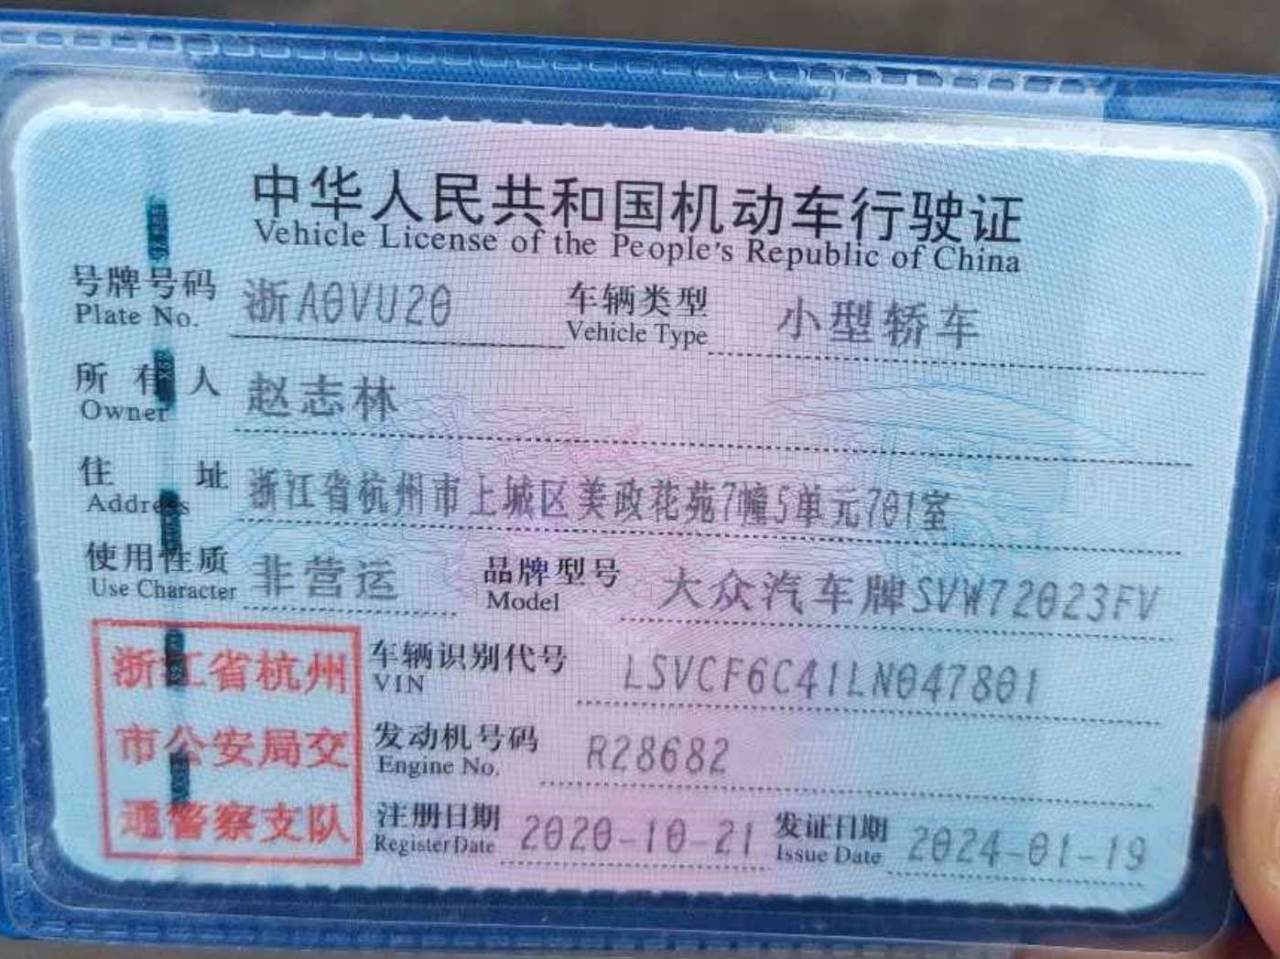 中华人民共和国机动车行驶证
Vehicle License of the People's Republic of China
号牌号码 浙A0VU20 车辆类型 小型轿车
Plate No. Vehicle Type
所有人 赵志林
Owner
住址 浙江省杭州市上城区美政花苑7幢5单元701室
Address
使用性质 非营运 品牌型号 大众汽车牌SVW72023FV
Use Character Model
浙江省杭州
市公安局交
通警察支队
车辆识别代号 LSVCF6C41LN047801
VIN
发动机号码 R28682
Engine No.
注册日期 2020-10-21 发证日期 2024-01-19
Register Date Issue Date